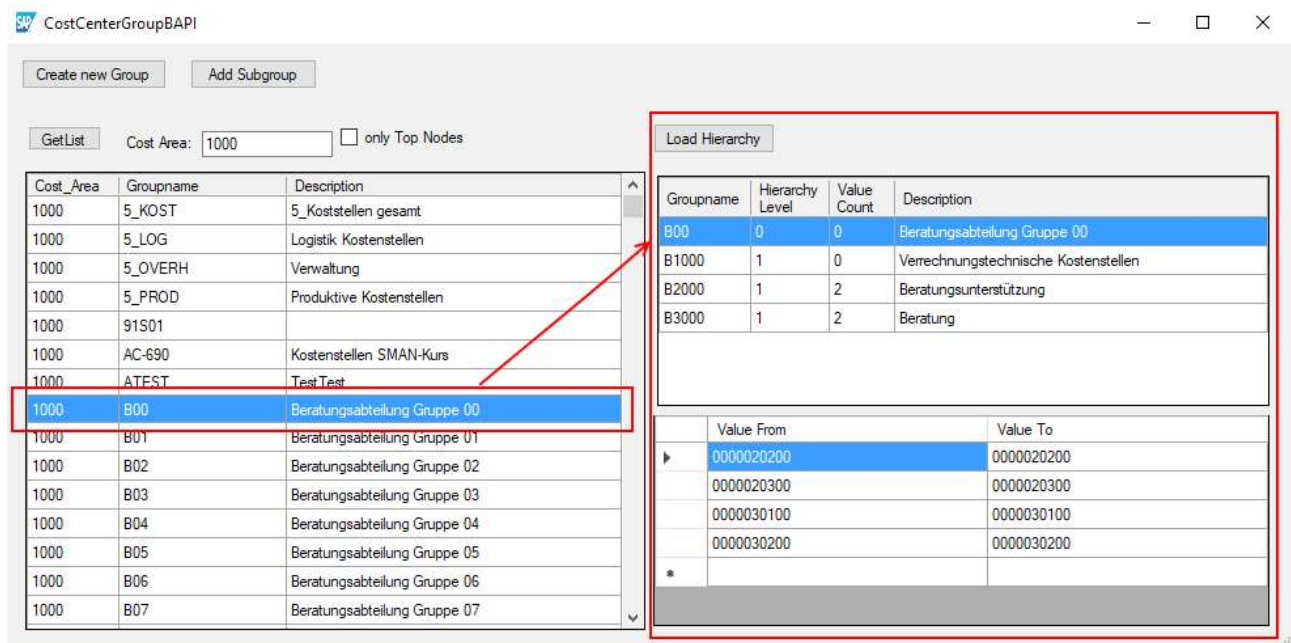 SAP CostCenterGroupBAPI
Create new Group Add Subgroup
GetList Cost Area: 1000 only Top Nodes
Cost_Area Groupname Description
1000 5_KOST 5_Koststellen gesamt
1000 5_LOG Logistik Kostenstellen
1000 5_OVERH Verwaltung
1000 5_PROD Produktive Kostenstellen
1000 91S01
1000 AC-690 Kostenstellen SMAN-Kurs
1000 ATEST TestTest
1000 B00 Beratungsabteilung Gruppe 00
1000 B01 Beratungsabteilung Gruppe 01
1000 B02 Beratungsabteilung Gruppe 02
1000 B03 Beratungsabteilung Gruppe 03
1000 B04 Beratungsabteilung Gruppe 04
1000 B05 Beratungsabteilung Gruppe 05
1000 B06 Beratungsabteilung Gruppe 06
1000 B07 Beratungsabteilung Gruppe 07
Load Hierarchy
Groupname Hierarchy Level Value Count Description
B00 0 0 Beratungsabteilung Gruppe 00
B1000 1 0 Verrechnungstechnische Kostenstellen
B2000 1 2 Beratungsunterstützung
B3000 1 2 Beratung
Value From Value To
0000020200 0000020200
0000020300 0000020300
0000030100 0000030100
0000030200 0000030200